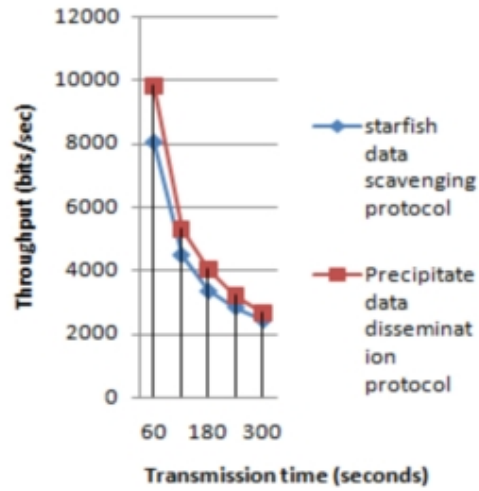 12000
10000
8000
6000
4000
2000
0
Throughput (bits/sec)
60 180 300
Transmission time (seconds)
starfish
data
scavenging
protocol
Precipitate
data
disseminat
ion
protocol